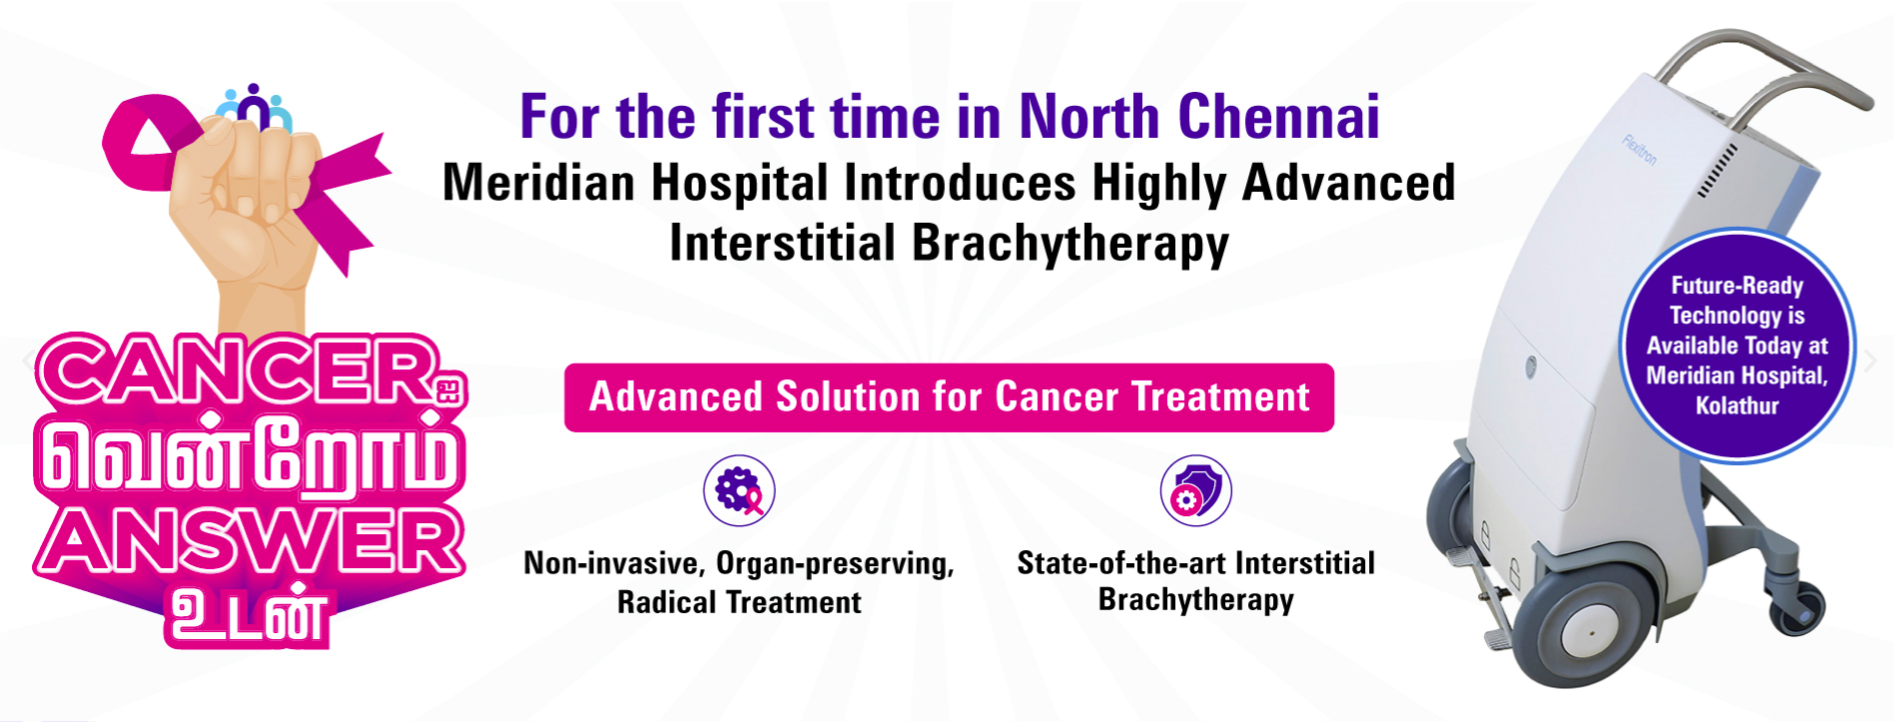 For the first time in North Chennai
Meridian Hospital Introduces Highly Advanced
Interstitial Brachytherapy
CANCERஐ
வென்றோம்
ANSWER
உடன்
Advanced Solution for Cancer Treatment
Non-invasive, Organ-preserving,
Radical Treatment
State-of-the-art Interstitial
Brachytherapy
Flexitron
Future-Ready
Technology is
Available Today at
Meridian Hospital,
Kolathur